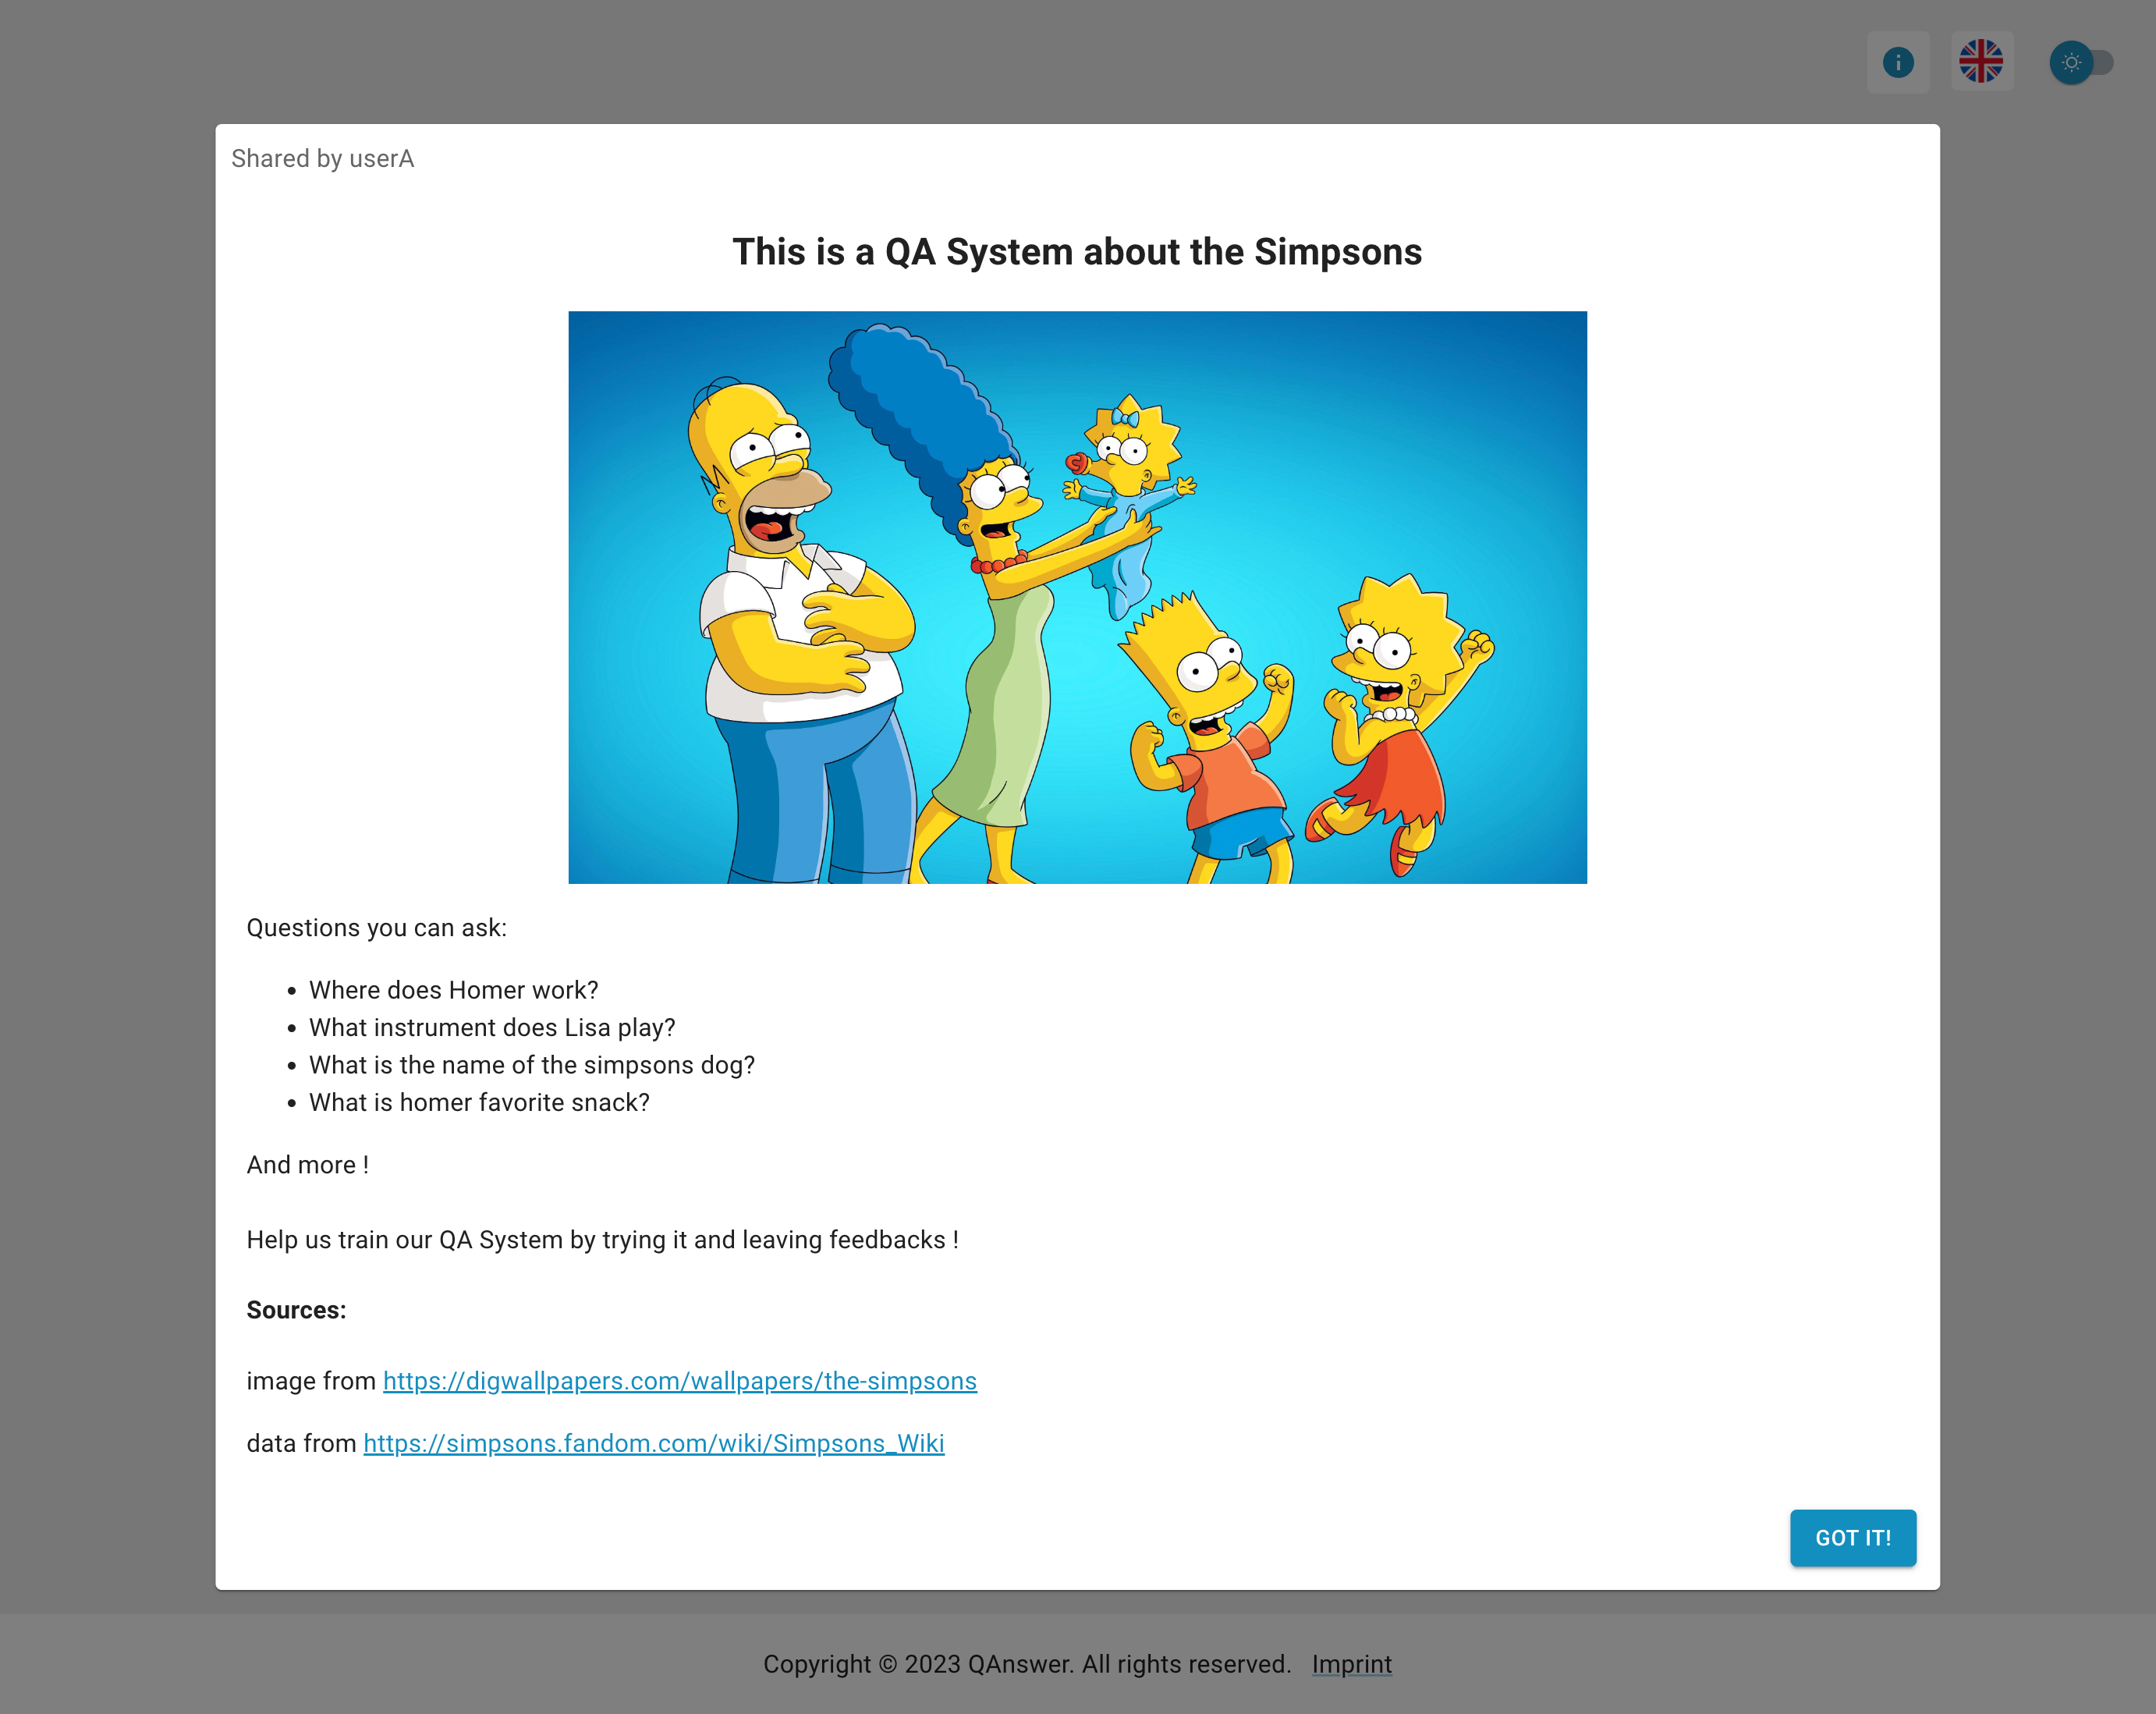 Shared by userA
This is a QA System about the Simpsons
Questions you can ask:
Where does Homer work?
What instrument does Lisa play?
What is the name of the simpsons dog?
What is homer favorite snack?
And more !
Help us train our QA System by trying it and leaving feedbacks !
Sources:
image from https://digwallpapers.com/wallpapers/the-simpsons
data from https://simpsons.fandom.com/wiki/Simpsons_Wiki
GOT IT!
Copyright © 2023 QAnswer. All rights reserved. Imprint